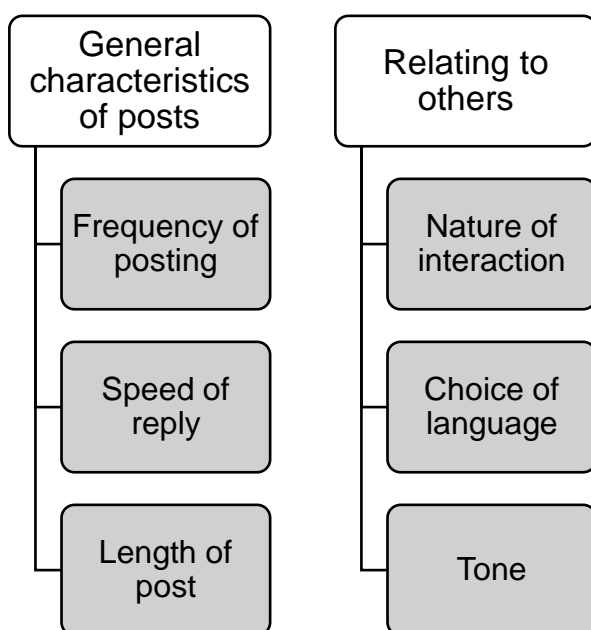 General
characteristics
of posts
Frequency of
posting
Speed of
reply
Length of
post
Relating to
others
Nature of
interaction
Choice of
language
Tone